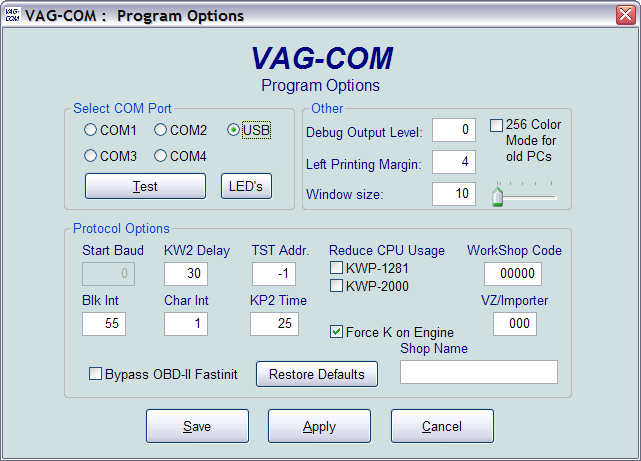 VAG-COM
VAG-COM : Program Options
VAG-COM
Program Options
Select COM Port
COM1 COM2 USB
COM3 COM4
Test LED's
Other
Debug Output Level: 0
Left Printing Margin: 4
Window size: 10
256 Color
Mode for
old PCs
Protocol Options
Start Baud KW2 Delay TST Addr. Reduce CPU Usage WorkShop Code
0 30 -1 KWP-1281 00000
KWP-2000
Blk Int Char Int KP2 Time VZ/Importer
55 1 25 000
Force K on Engine
Shop Name
Bypass OBD-II Fastinit Restore Defaults
Save Apply Cancel